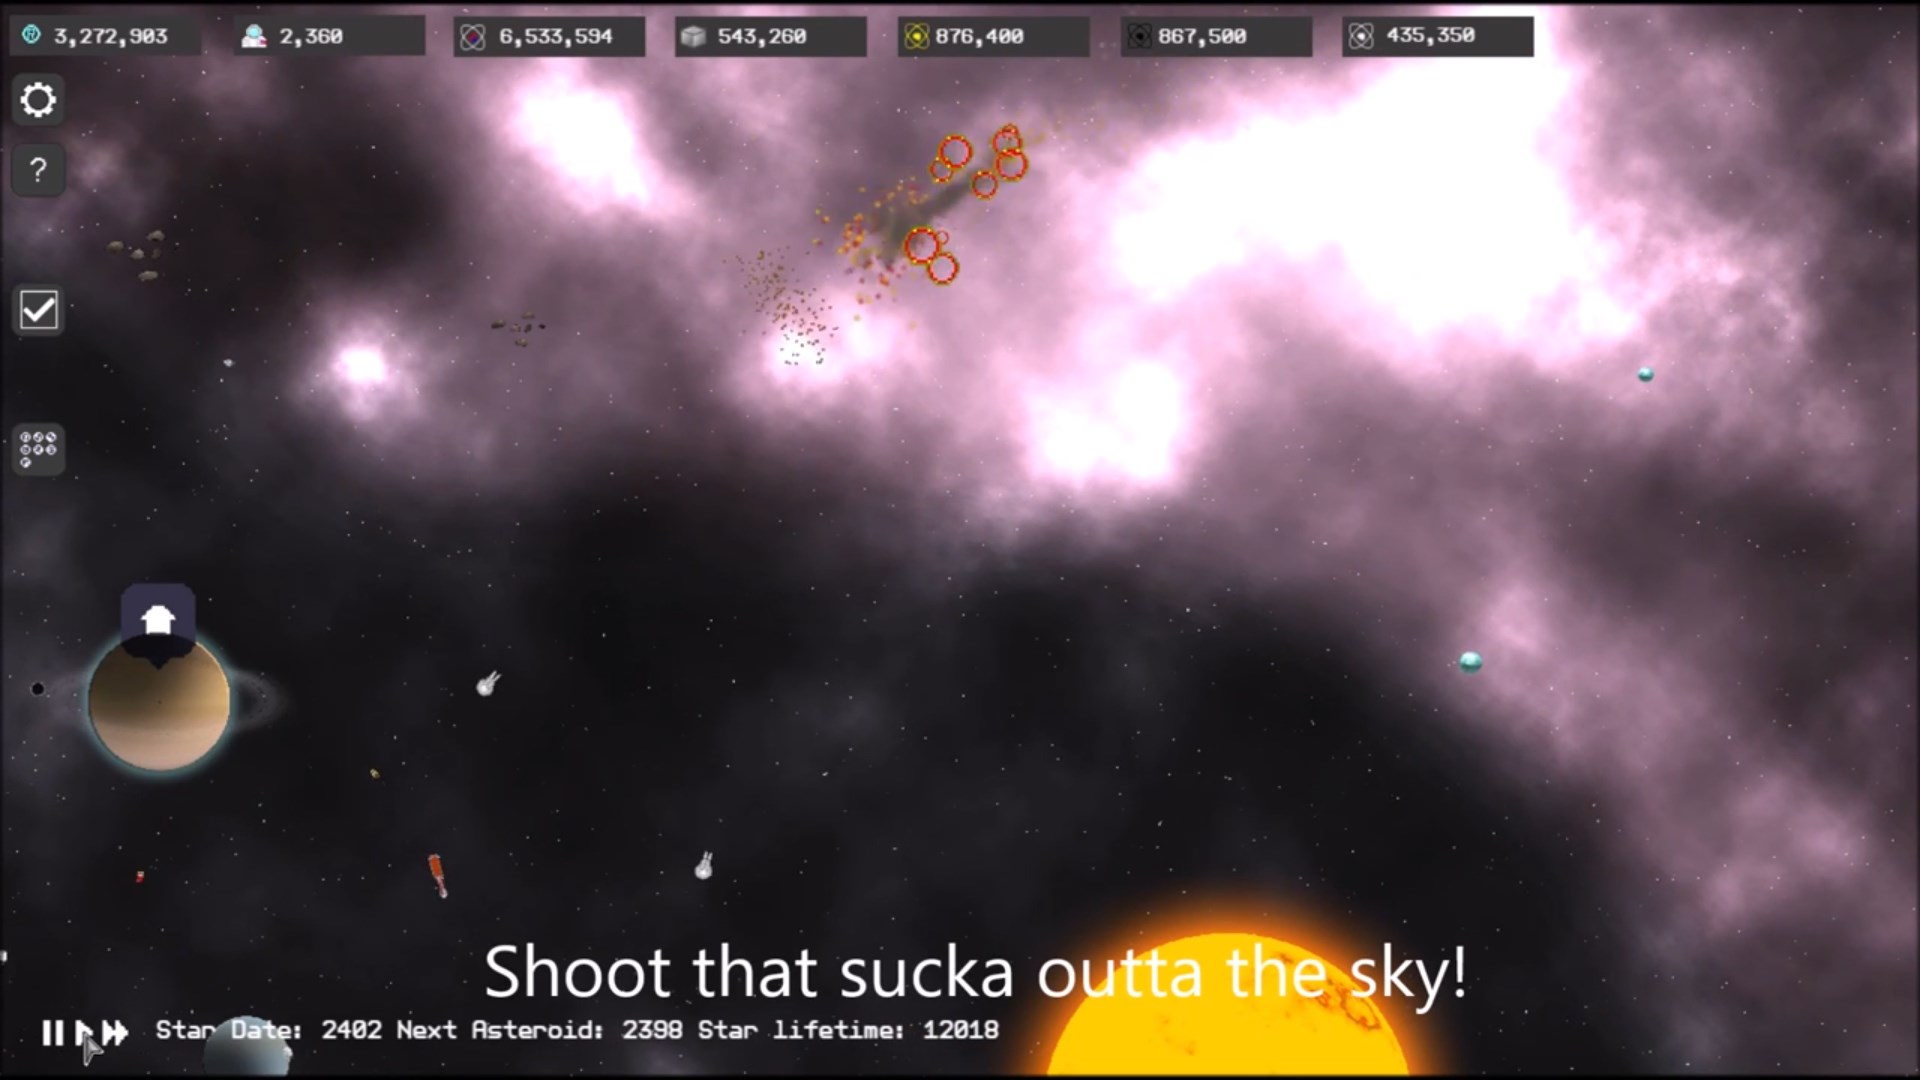 3,272,903 2,360 6,533,594 543,260 876,400 867,500 435,350
?
Shoot that sucka outta the sky!
Star Date: 2402 Next Asteroid: 2398 Star lifetime: 12018